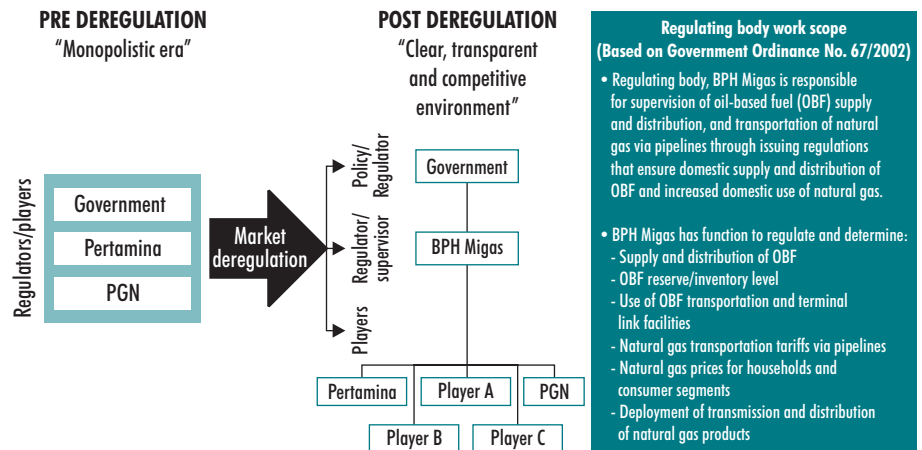 PRE DEREGULATION
“Monopolistic era”
Regulators/players
Government
Pertamina
PGN
Market
deregulation
POST DEREGULATION
“Clear, transparent
and competitive
environment”
Policy/
Regulator
Regulator/
supervisor
Players
Government
BPH Migas
Pertamina
Player A
PGN
Player B
Player C
Regulating body work scope
(Based on Government Ordinance No. 67/2002)
• Regulating body, BPH Migas is responsible
for supervision of oil-based fuel (OBF) supply
and distribution, and transportation of natural
gas via pipelines through issuing regulations
that ensure domestic supply and distribution of
OBF and increased domestic use of natural gas.
• BPH Migas has function to regulate and determine:
- Supply and distribution of OBF
- OBF reserve/inventory level
- Use of OBF transportation and terminal
link facilities
- Natural gas transportation tariffs via pipelines
- Natural gas prices for households and
consumer segments
- Deployment of transmission and distribution
of natural gas products